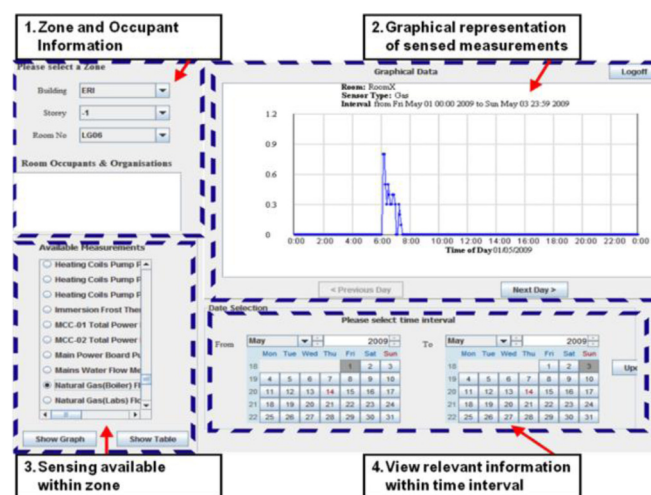 1.Zone and Occupant
Information
2.Graphical representation
of sensed measurements
Please select a Zone
Building ERI
Storey -1
Room No LG06
Room Occupants & Organisations
Graphical Data
Logoff
Room: RoomX
Sensor Type: Gas
Interval from Fri May 01 00:00 2009 to Sun May 03 23:59 2009
1.2
0.9
0.6
0.3
0
0:00 2:00 4:00 6:00 8:00 10:00 12:00 14:00 16:00 18:00 20:00 22:00 0:00
Time of Day 01/05/2009
< Previous Day
Next Day >
Available Measurements
Heating Coils Pump F
Heating Coils Pump F
Heating Coils Pump F
Immersion Frost Ther
MCC-01 Total Power
MCC-02 Total Power
Main Power Board Po
Mains Water Flow Me
Natural Gas(Boiler) Fl
Natural Gas(Labs) Flo
Show Graph
Show Table
Date Selection
Please select time interval
From
May 2009
Mon Tue Wed Thu Fri Sat Sun
18 1 2 3
19 4 5 6 7 8 9 10
20 11 12 13 14 15 16 17
21 18 19 20 21 22 23 24
22 25 26 27 28 29 30 31
To
May 2009
Mon Tue Wed Thu Fri Sat Sun
18 1 2 3
19 4 5 6 7 8 9 10
20 11 12 13 14 15 16 17
21 18 19 20 21 22 23 24
22 25 26 27 28 29 30 31
Upd
3.Sensing available
within zone
4.View relevant information
within time interval